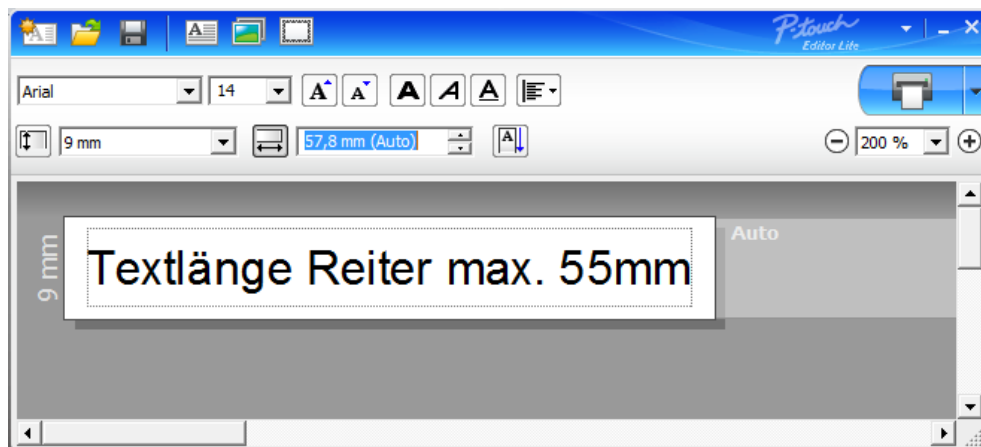 P-touch
Editor Lite
Arial
14
A A A A A
9 mm
57,8 mm (Auto)
A
200 %
9 mm
Textlänge Reiter max. 55mm
Auto